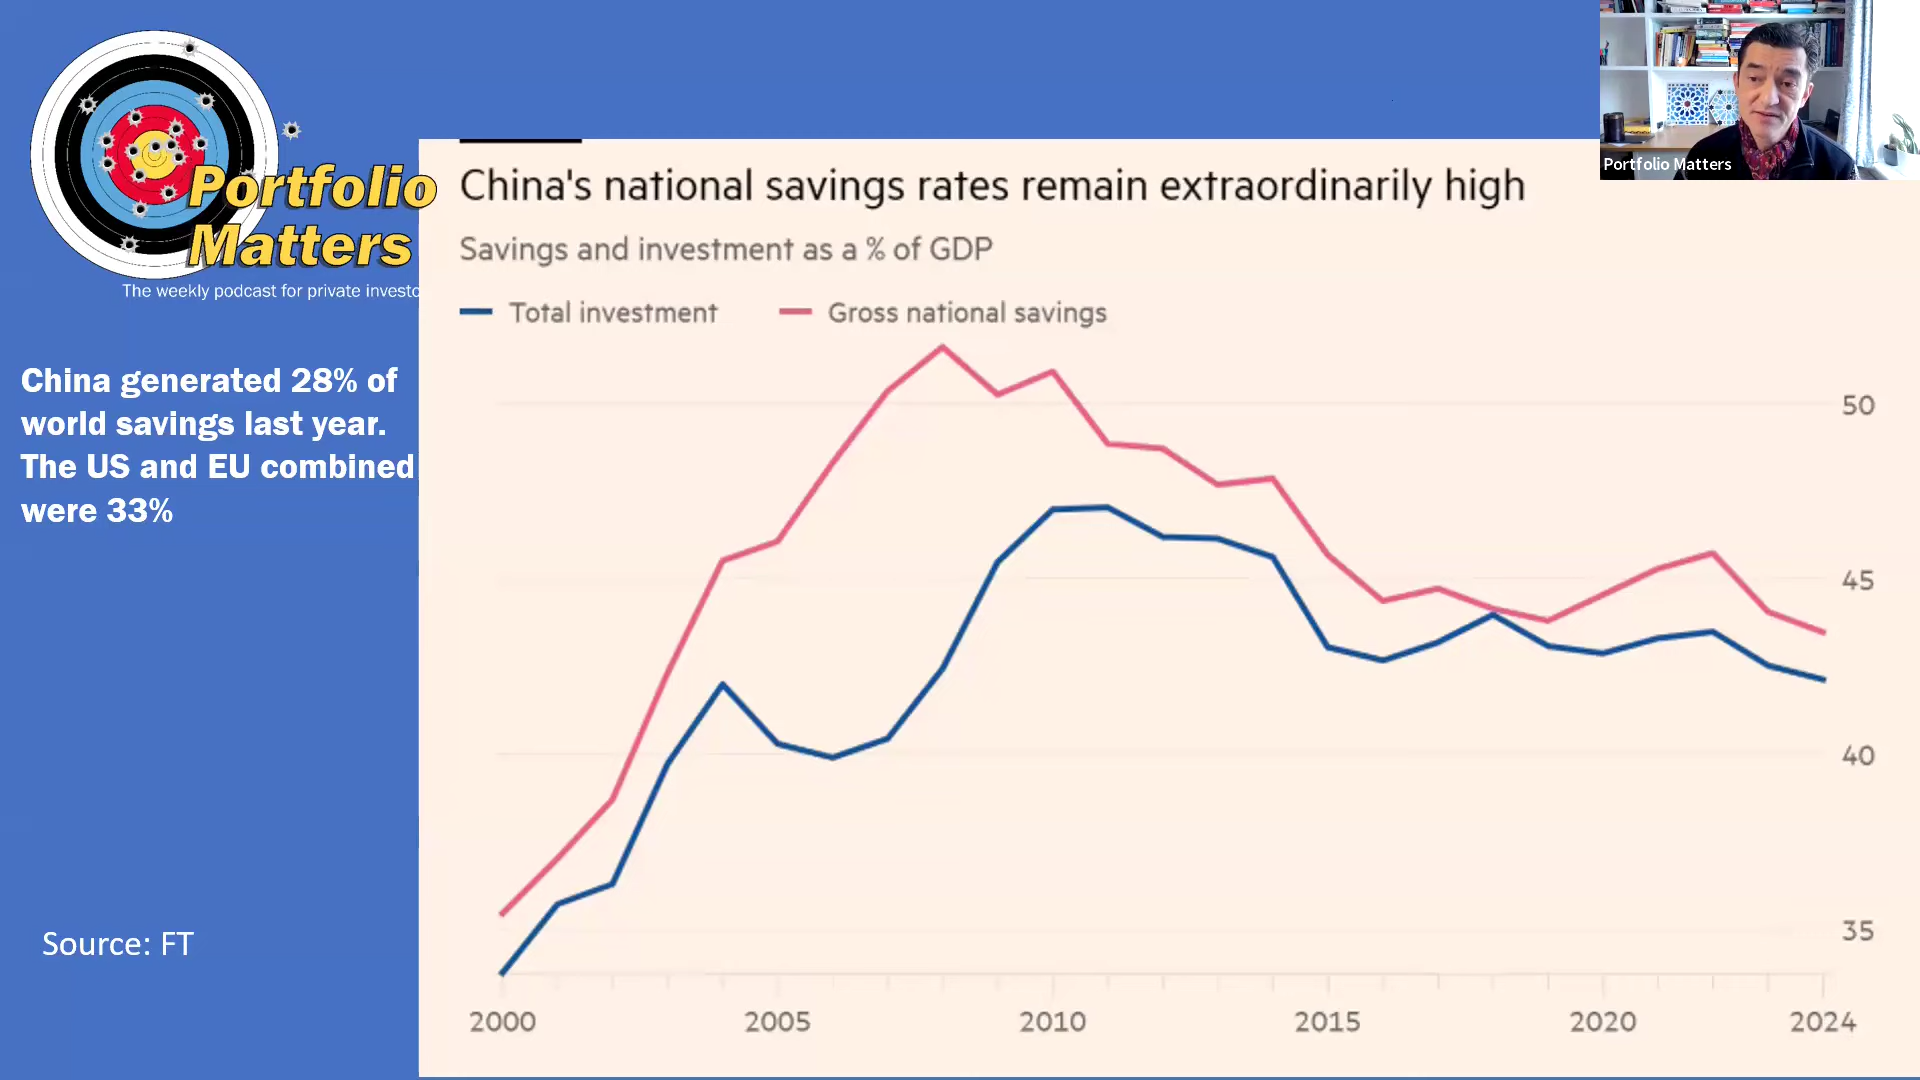 Portfolio
Matters
The weekly podcast for private investo
China generated 28% of
world savings last year.
The US and EU combined
were 33%
Source: FT
China's national savings rates remain extraordinarily high
Savings and investment as a % of GDP
Total investment
Gross national savings
50
45
40
35
2000
2005
2010
2015
2020
2024
Portfolio Matters